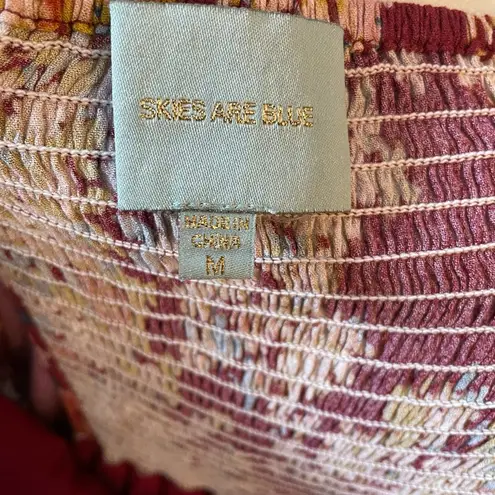 SKIES ARE BLUE
MADE IN
CHINA
M